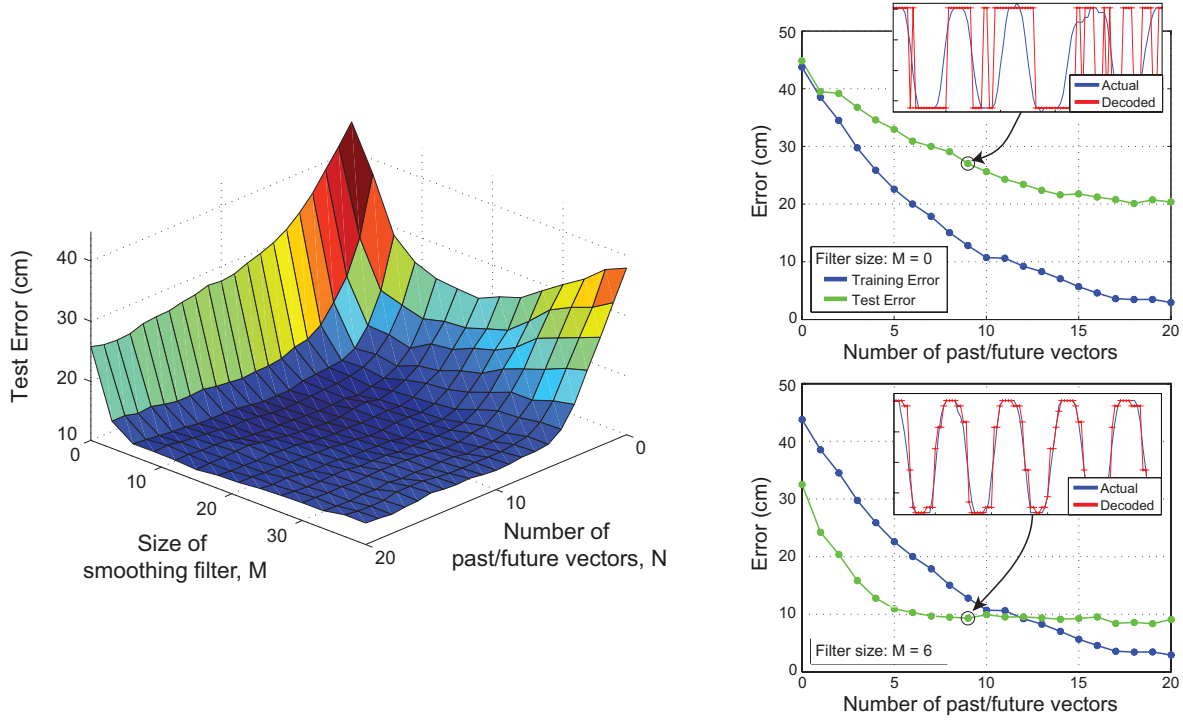 Test Error (cm)
40
30
20
10
0
10
20
30
Size of
smoothing filter, M
0
10
20
Number of
past/future vectors, N
50
40
30
20
10
0
Error (cm)
Actual
Decoded
Filter size: M = 0
Training Error
Test Error
0
5
10
15
20
Number of past/future vectors
50
40
30
20
10
0
Error (cm)
Actual
Decoded
Filter size: M = 6
0
5
10
15
20
Number of past/future vectors